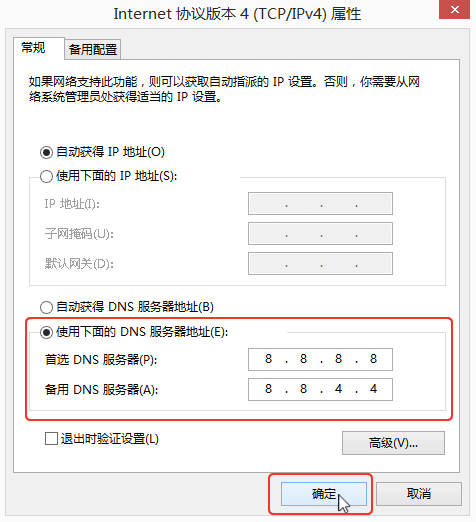 Internet 协议版本 4 (TCP/IPv4) 属性
常规
备用配置
如果网络支持此功能，则可以获取自动指派的 IP 设置。否则，你需要从网
络系统管理员处获得适当的 IP 设置。
自动获得 IP 地址(O)
使用下面的 IP 地址(S):
IP 地址(I):
. . .
子网掩码(U):
. . .
默认网关(D):
. . .
自动获得 DNS 服务器地址(B)
使用下面的 DNS 服务器地址(E):
首选 DNS 服务器(P):
8 . 8 . 8 . 8
备用 DNS 服务器(A):
8 . 8 . 4 . 4
退出时验证设置(L)
高级(V)...
确定
取消